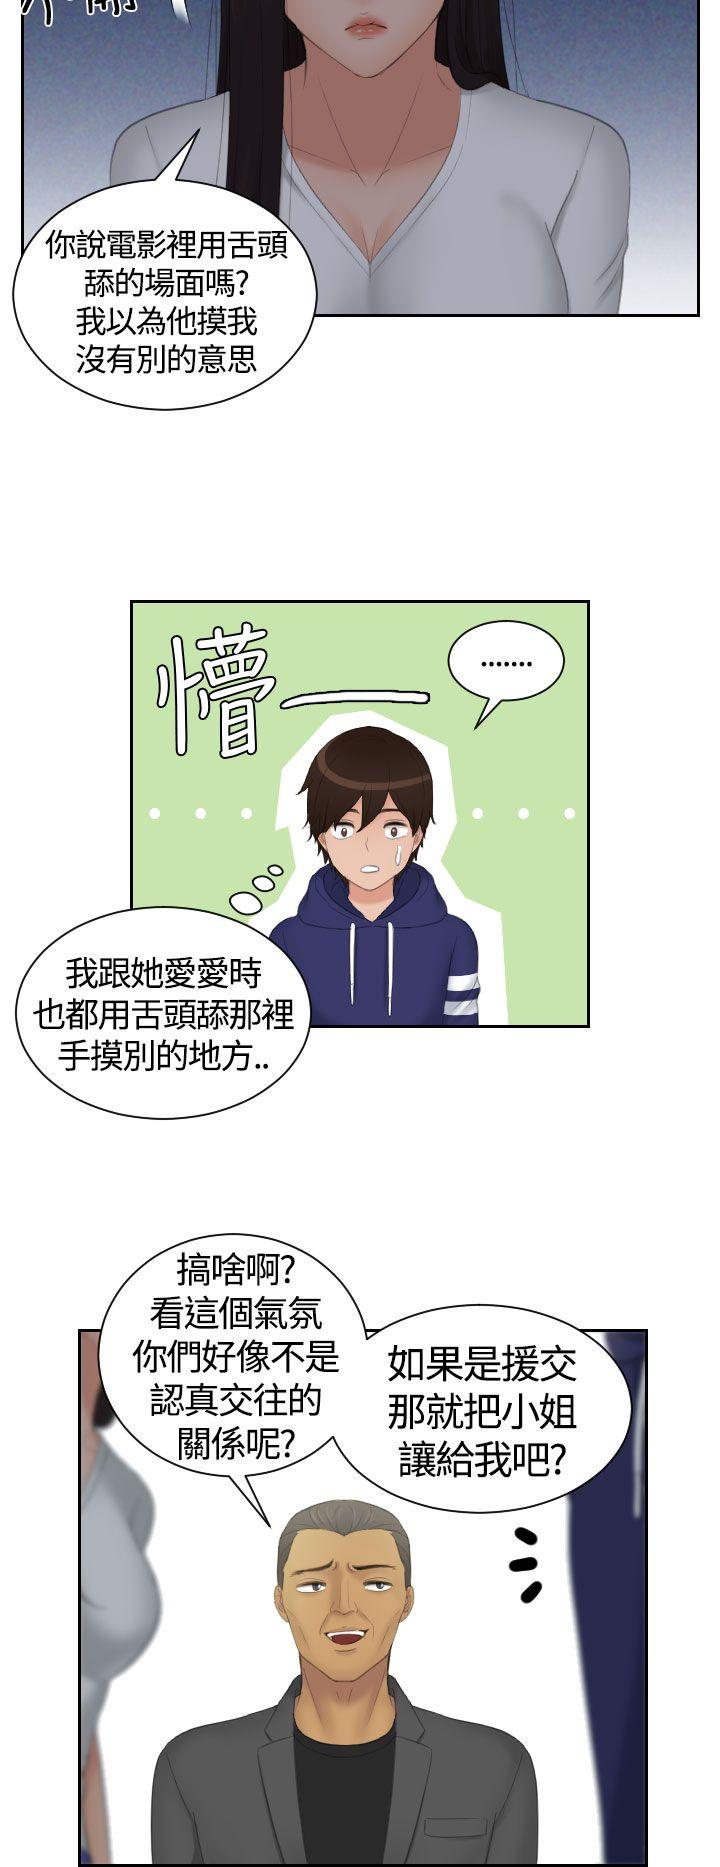 你說電影裡用舌頭
舔的場面嗎?
我以為他摸我
沒有別的意思
懵一
.......
我跟她愛愛時
也都用舌頭舔那裡
手摸別的地方..
搞啥啊?
看這個氣氛
你們好像不是
認真交往的
關係呢?
如果是援交
那就把小姐
讓給我吧?